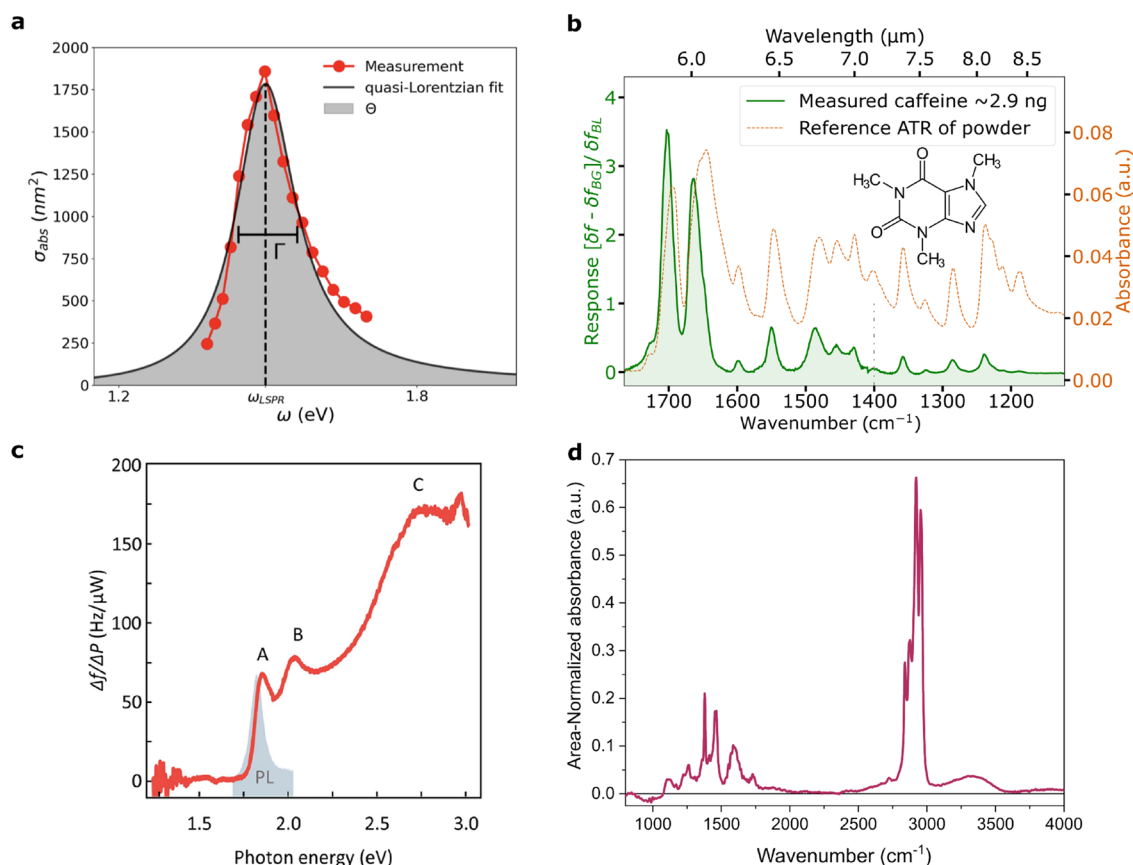 a
2000
1750
1500
1250
1000
750
500
250
0
σabs (nm²)
Measurement
quasi-Lorentzian fit
Θ
Γ
1.2
ωLSPR
1.8
ω (eV)
b
Wavelength (μm)
6.0
6.5
7.0
7.5
8.0
8.5
4
3
2
1
0
Response [δf - δfBG]/ δfBL
Measured caffeine ~2.9 ng
Reference ATR of powder
H₃C
O
CH₃
N
N
O
N
N
CH₃
0.08
0.06
0.04
0.02
0.00
Absorbance (a.u.)
1700
1600
1500
1400
1300
1200
Wavenumber (cm⁻¹)
c
200
150
100
50
0
Δf/ΔP (Hz/μW)
A
B
C
PL
1.5
2.0
2.5
3.0
Photon energy (eV)
d
0.7
0.6
0.5
0.4
0.3
0.2
0.1
0.0
Area-Normalized absorbance (a.u.)
1000
1500
2000
2500
3000
3500
4000
Wavenumber (cm⁻¹)